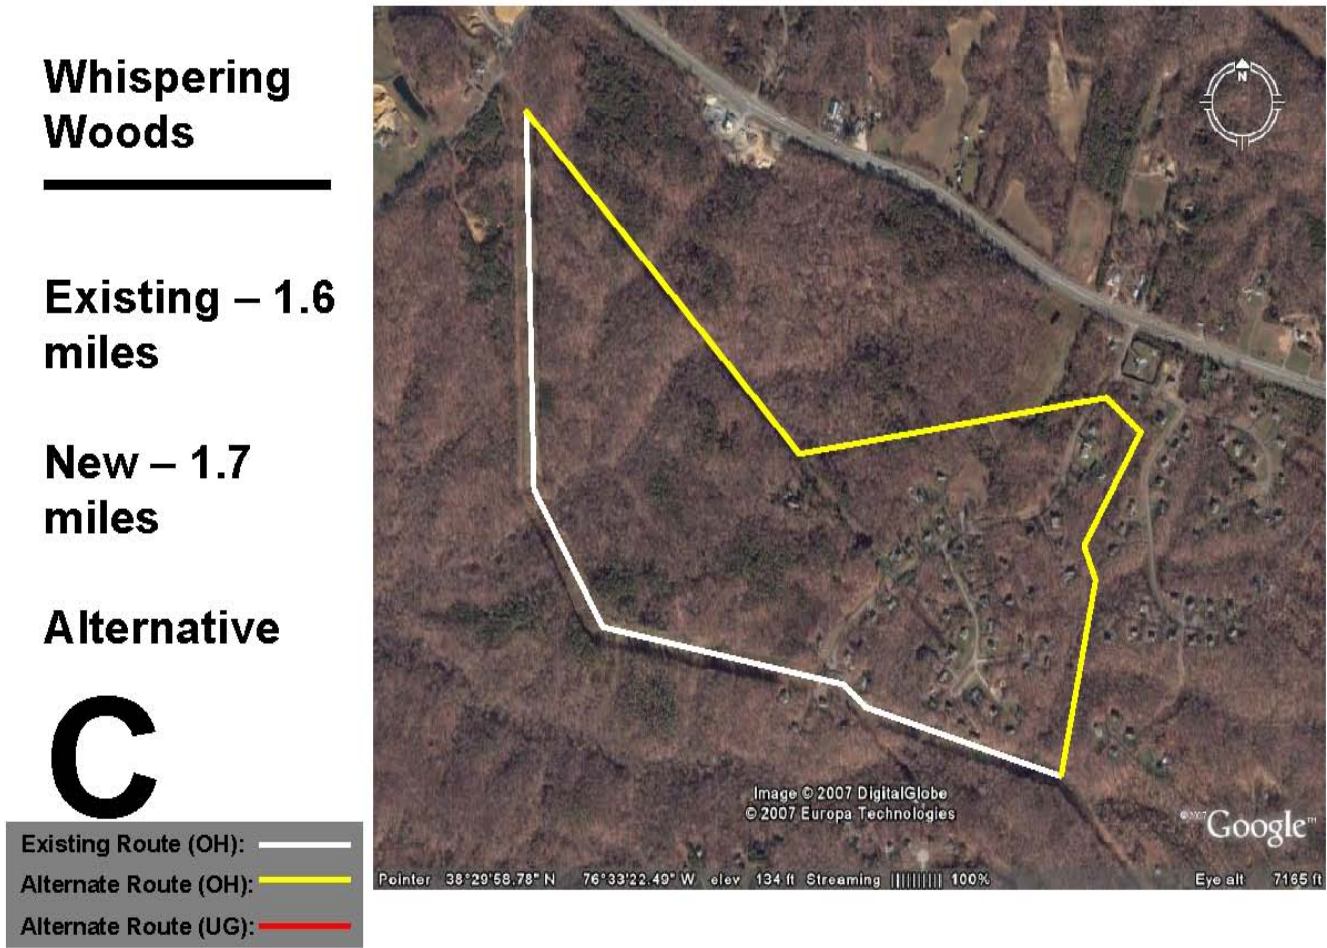 Whispering
Woods
Existing – 1.6
miles
New – 1.7
miles
Alternative
C
Existing Route (OH):
Alternate Route (OH):
Alternate Route (UG):
N
Image © 2007 DigitalGlobe
© 2007 Europa Technologies
©2007 Google™
Pointer 38°29'58.78" N 76°33'22.49" W elev 134 ft Streaming |||||||||| 100% Eye alt 7165 ft